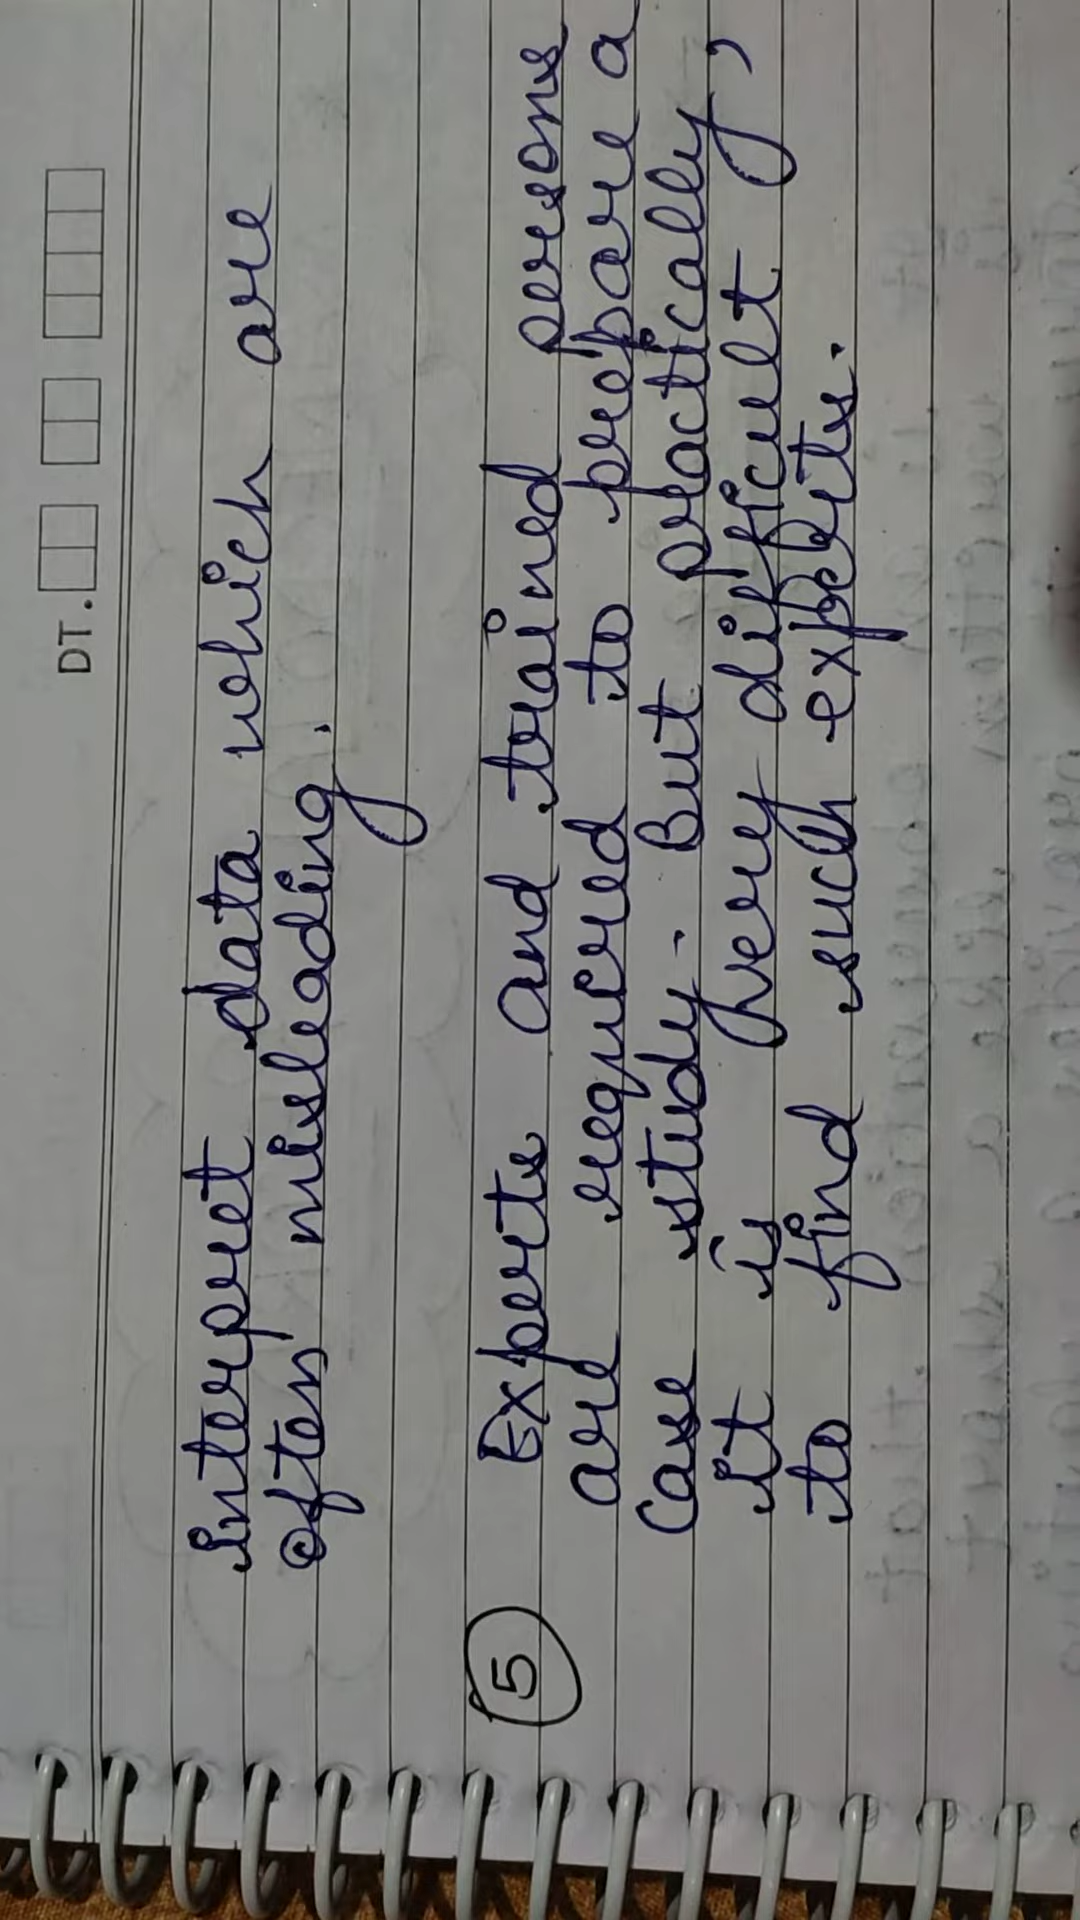 DT.
interpret data which are
often misleading.
5 Experts and trained persons
are required to prepare a
Case study. But practically,
it is very difficult
to find such experts.